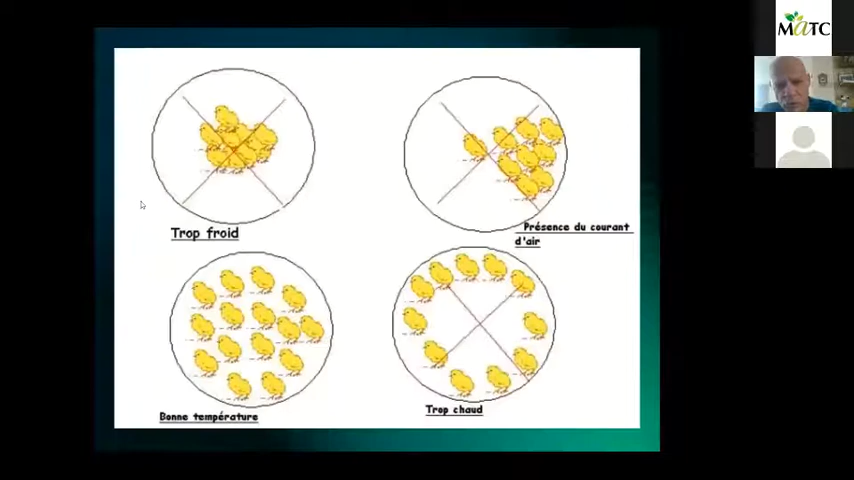 MATC
Trop froid
Présence du courant
d'air
Bonne température
Trop chaud